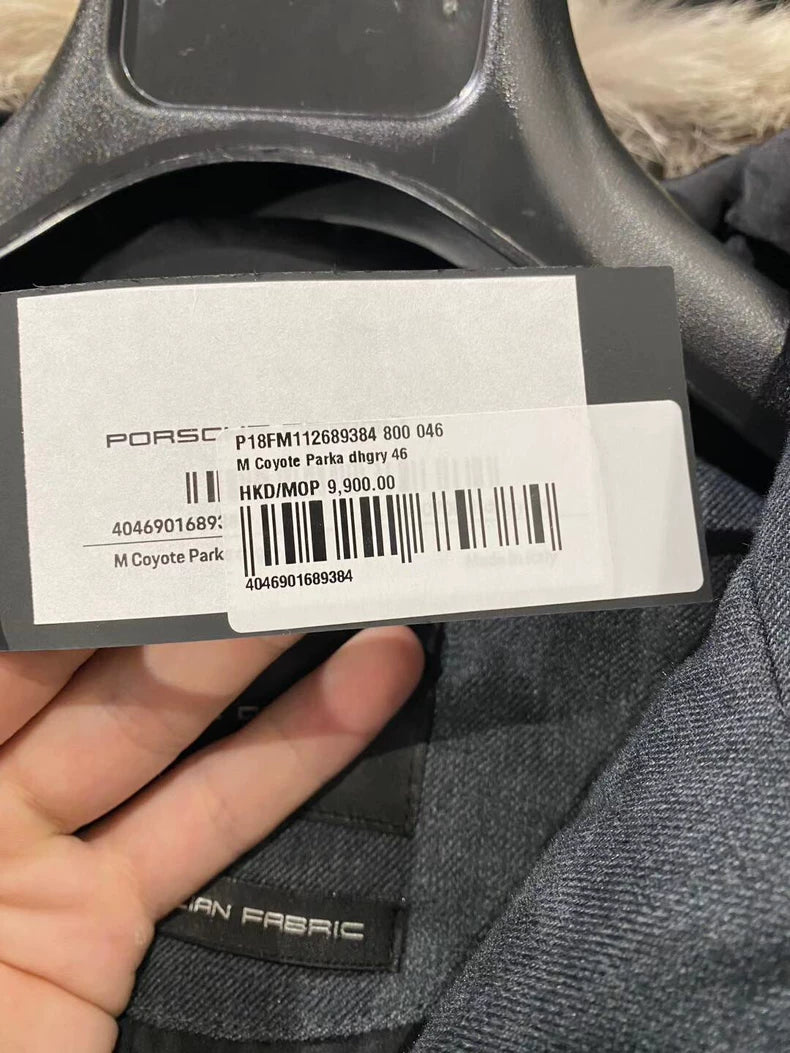 PORSC
P18FM112689384 800 046
M Coyote Parka dhgry 46
HKD/MOP 9,900.00
4046901689384
40469016893
M Coyote Park
Made in Italy
IAN FABRIC